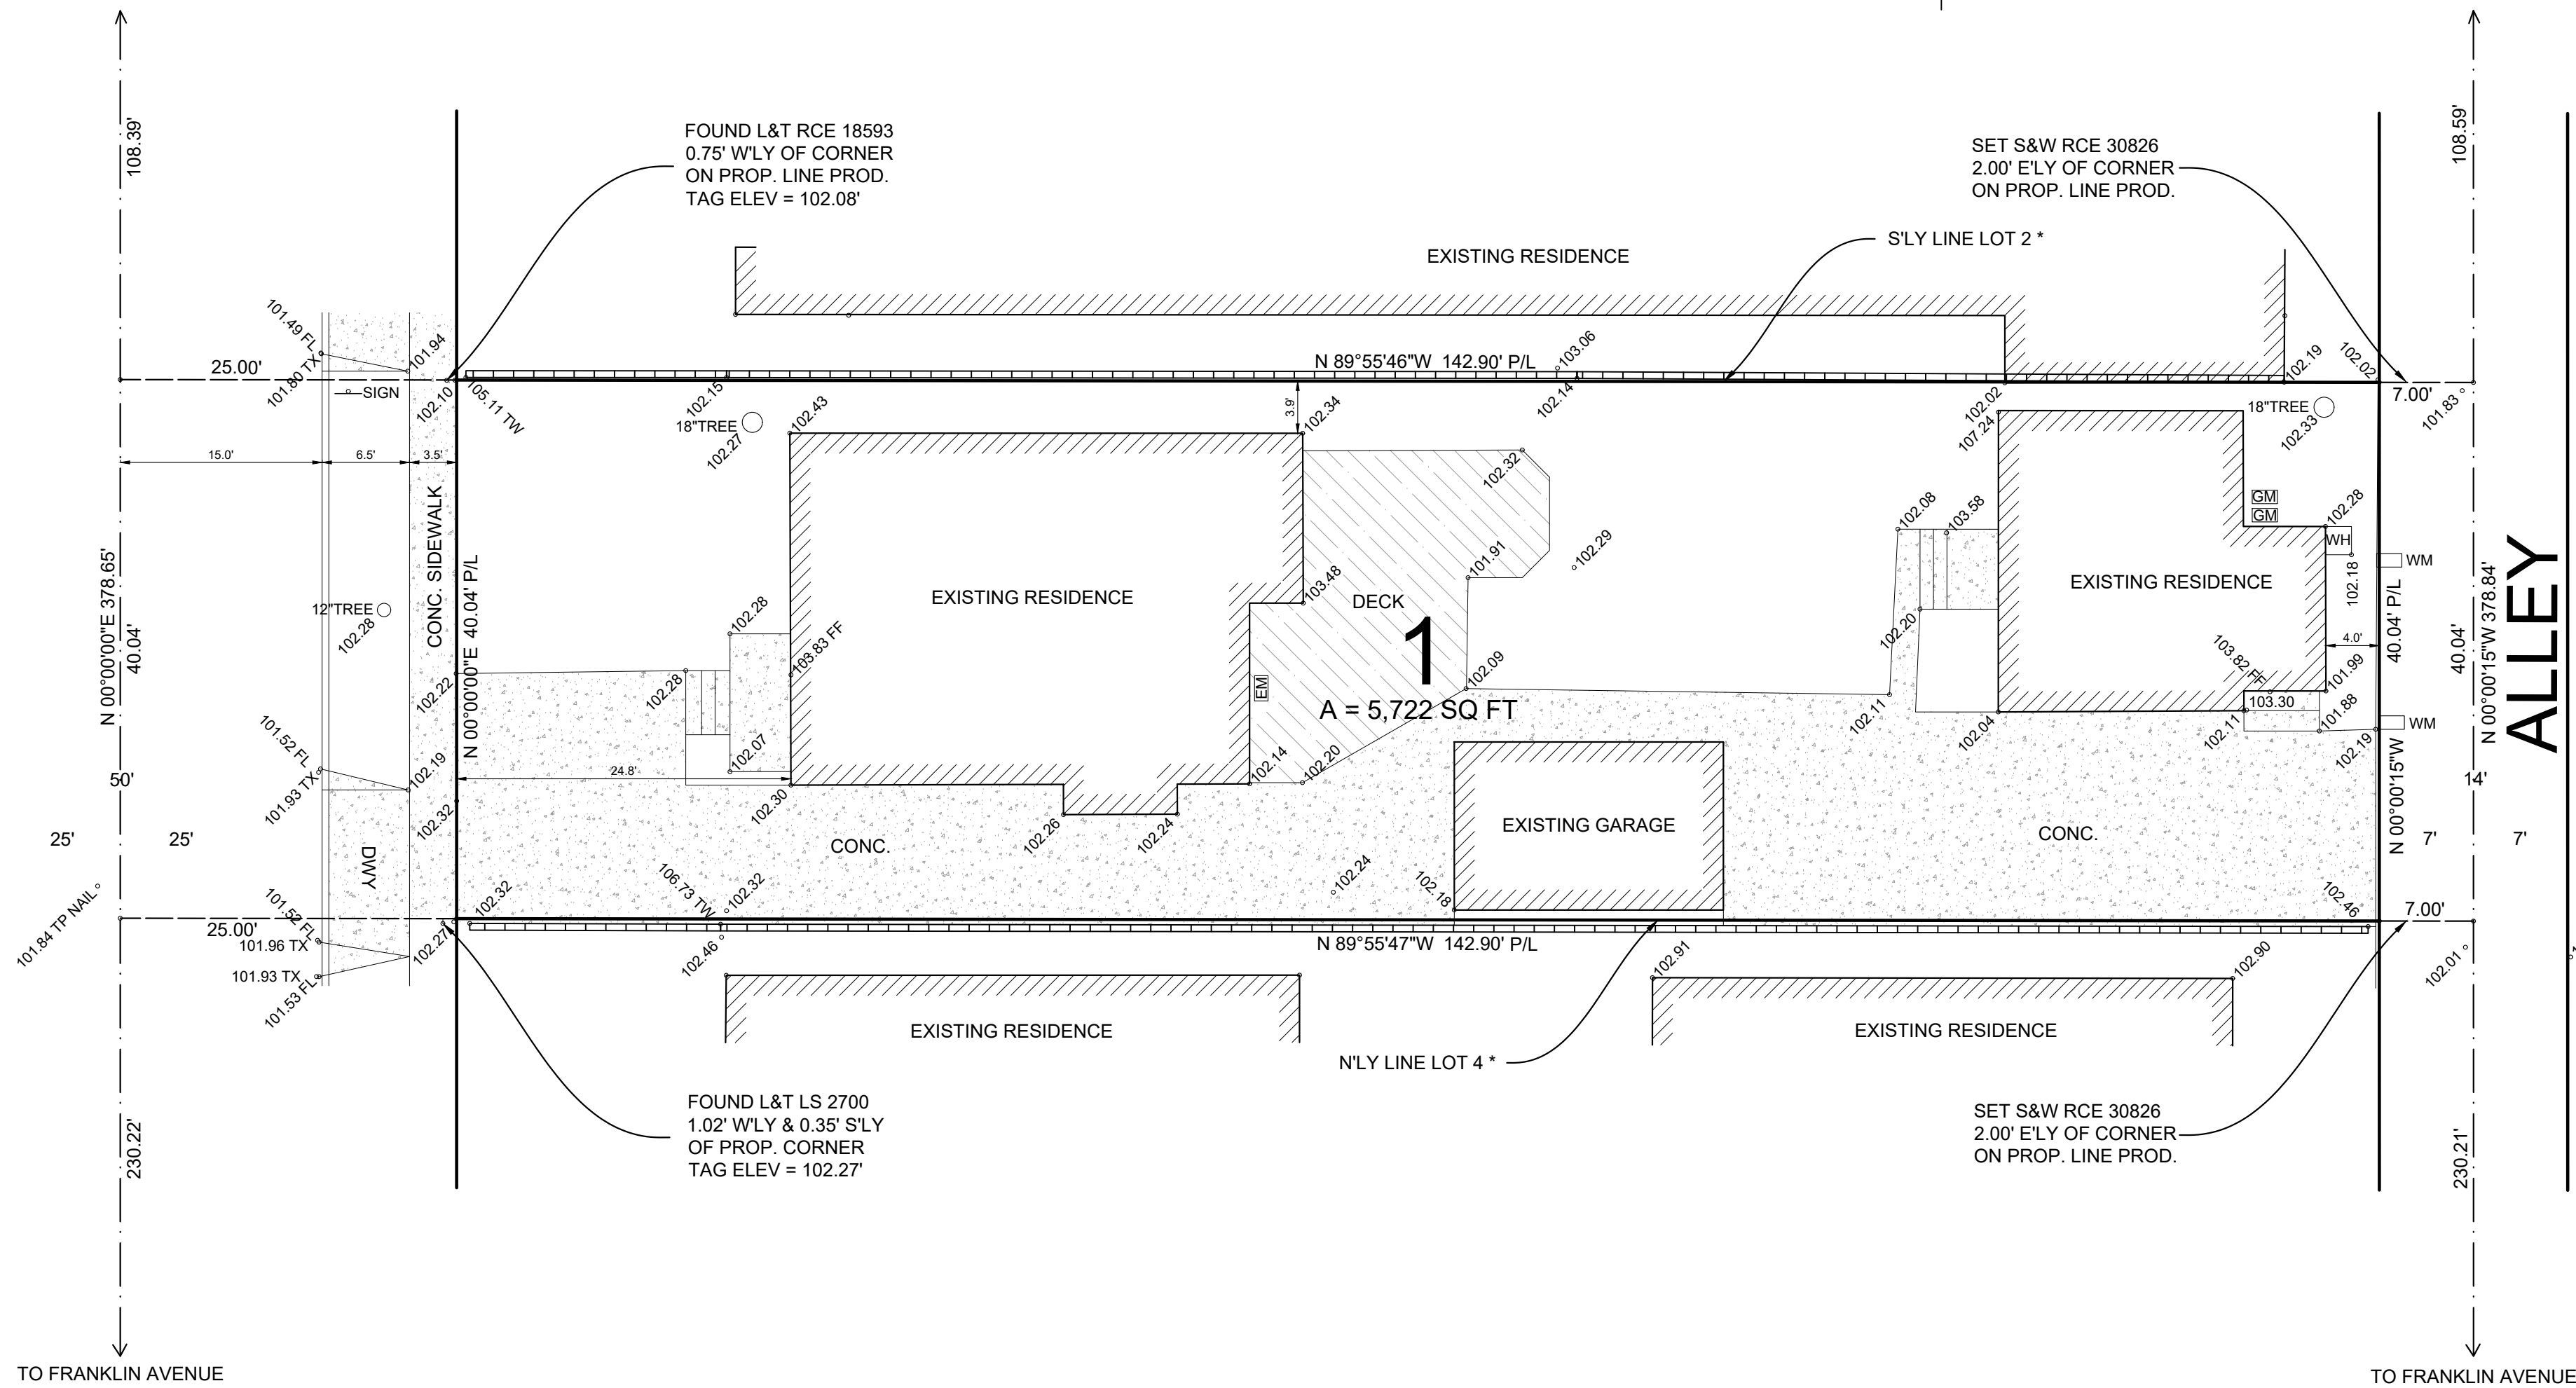 108.39'
108.59'
FOUND L&T RCE 18593
0.75' W'LY OF CORNER
ON PROP. LINE PROD.
TAG ELEV = 102.08'
SET S&W RCE 30826
2.00' E'LY OF CORNER
ON PROP. LINE PROD.
S'LY LINE LOT 2 *
EXISTING RESIDENCE
101.49 FL
101.80 TX
101.94
25.00'
SIGN
102.10
105.11 TW
102.15
N 89°55'46"W 142.90' P/L
103.06
102.14
102.02
102.19
102.02
7.00'
101.83
18"TREE
102.27
102.43
3.9'
102.34
107.24
18"TREE
102.33
15.0'
6.5'
3.5'
102.32
GM
GM
102.08
103.58
102.28
WH
WM
102.18
CONC. SIDEWALK
N 00°00'00"E 40.04' P/L
N 00°00'00"E 378.65'
40.04'
12"TREE
102.28
102.28
EXISTING RESIDENCE
103.48
DECK
101.91
102.29
EXISTING RESIDENCE
102.20
4.0'
40.04' P/L
N 00°00'15"W
40.04'
N 00°00'15"W 378.84'
ALLEY
103.83 FF
102.22
102.28
EM
1
A = 5,722 SQ FT
102.09
102.11
102.04
103.82 FF
103.30
101.99
101.88
102.11
102.19
WM
101.52 FL
101.93 TX
102.19
102.32
102.07
24.8'
102.30
102.14
102.20
50'
14'
25'
25'
DWY
CONC.
102.26
102.24
EXISTING GARAGE
CONC.
7'
7'
101.84 TP NAIL
101.52 FL
101.96 TX
101.93 TX
101.53 FL
25.00'
102.27
102.32
106.73 TW
102.32
102.46
102.24
102.18
102.46
7.00'
N 89°55'47"W 142.90' P/L
102.91
102.90
102.01
EXISTING RESIDENCE
EXISTING RESIDENCE
N'LY LINE LOT 4 *
FOUND L&T LS 2700
1.02' W'LY & 0.35' S'LY
OF PROP. CORNER
TAG ELEV = 102.27'
SET S&W RCE 30826
2.00' E'LY OF CORNER
ON PROP. LINE PROD.
230.22'
230.21'
TO FRANKLIN AVENUE
TO FRANKLIN AVENUE